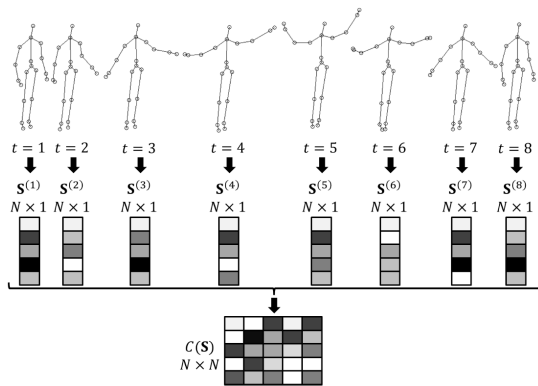 t = 1 t = 2 t = 3 t = 4 t = 5 t = 6 t = 7 t = 8
S⁽¹⁾ S⁽²⁾ S⁽³⁾ S⁽⁴⁾ S⁽⁵⁾ S⁽⁶⁾ S⁽⁷⁾ S⁽⁸⁾
N × 1 N × 1 N × 1 N × 1 N × 1 N × 1 N × 1 N × 1
C(S)
N × N